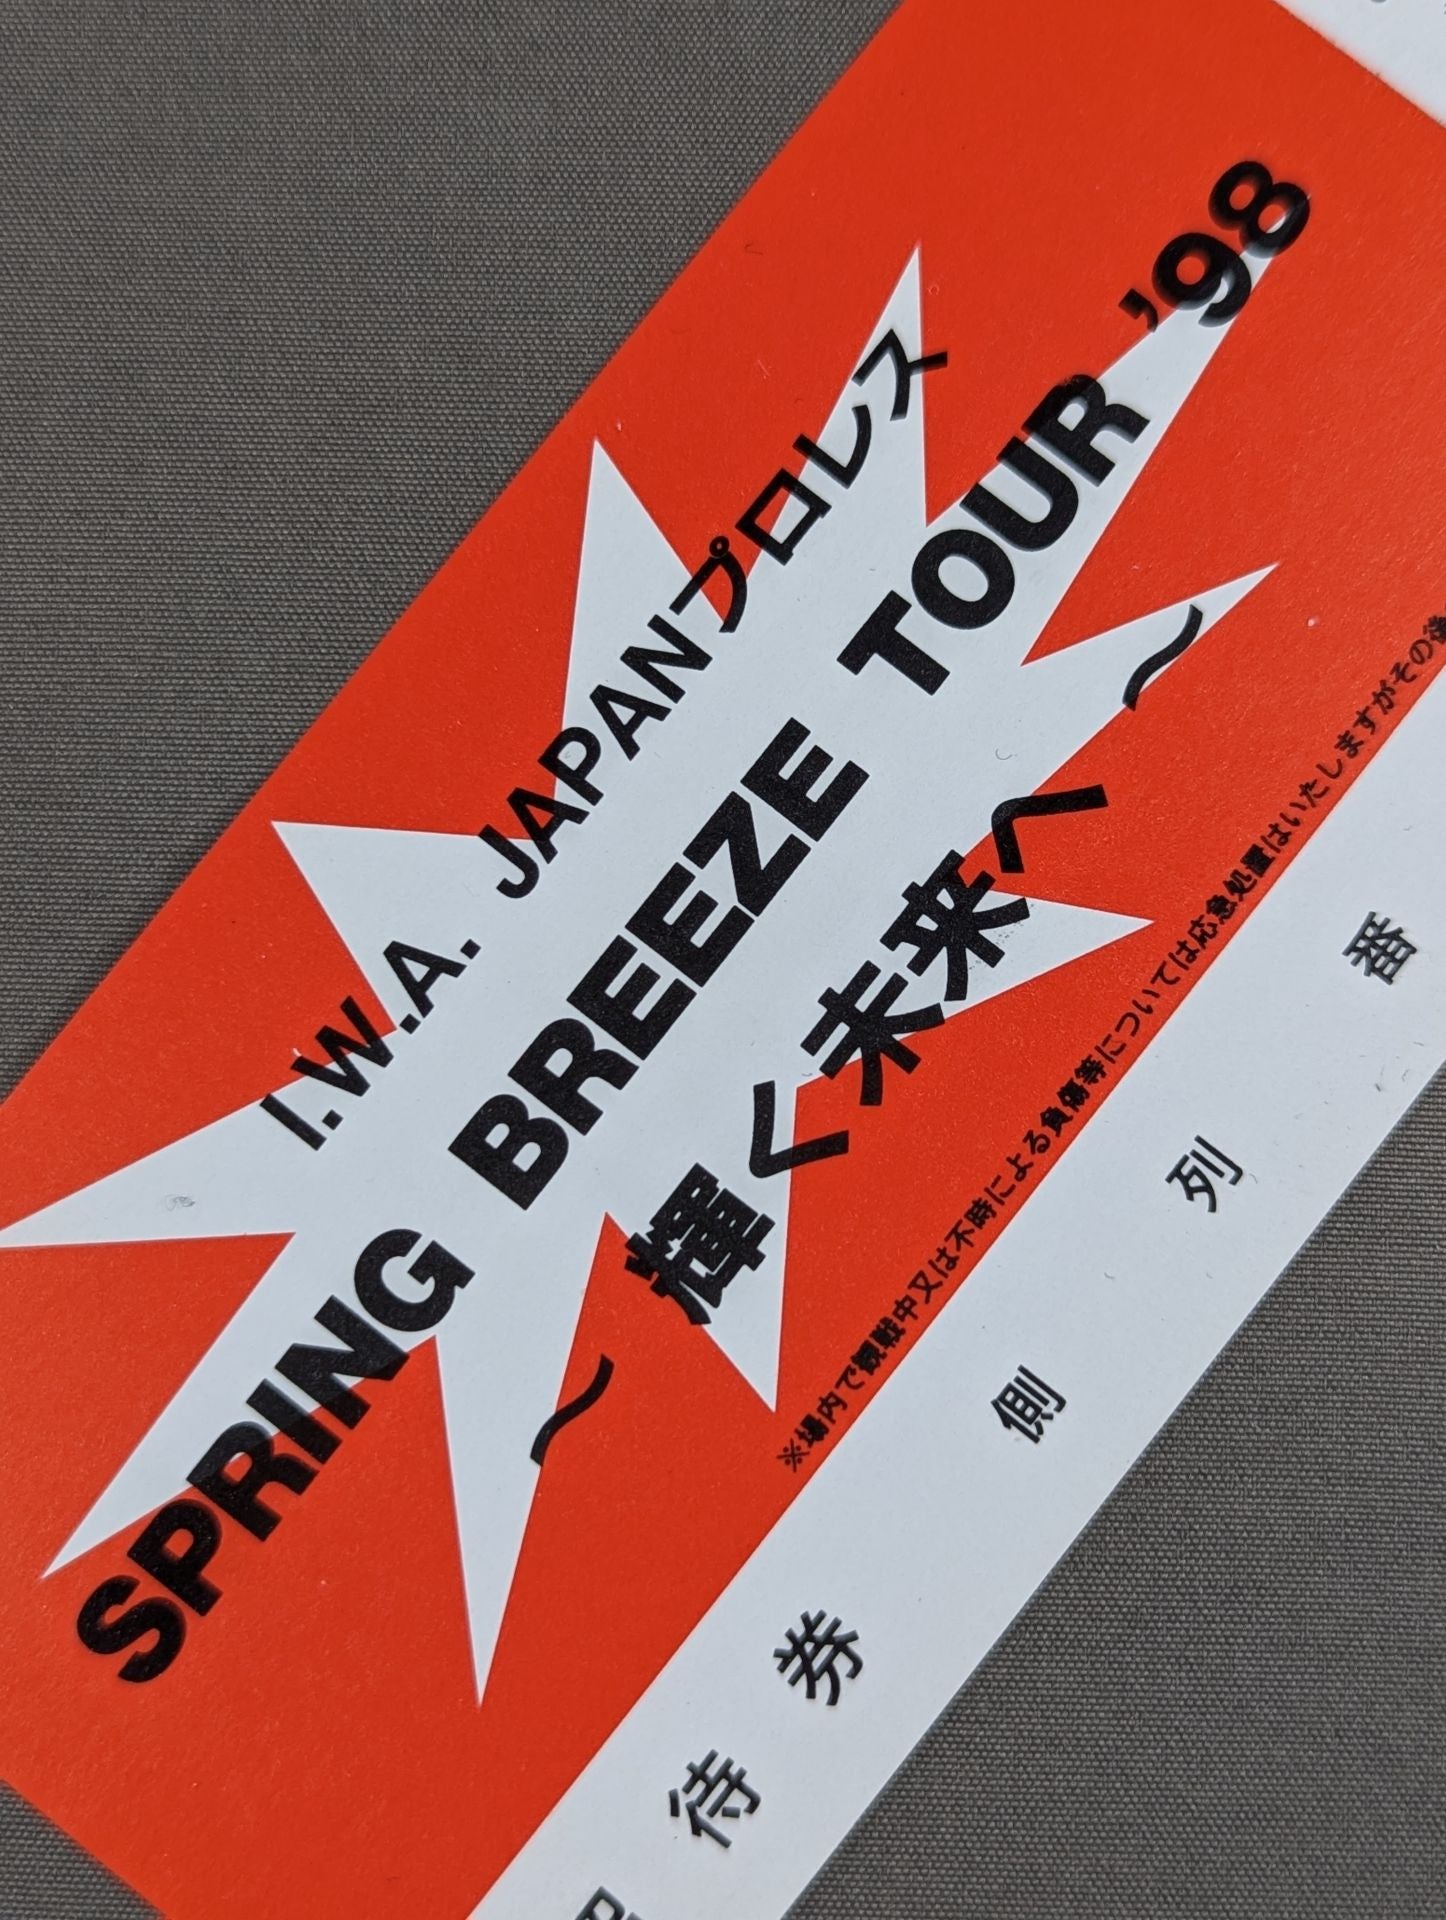 I.W.A. JAPANプロレス
SPRING BREEZE TOUR '98
〜輝く未来へ〜
※場内で観戦中又は不時による負傷等については応急処置はいたしますがその後
待券 側 列 番